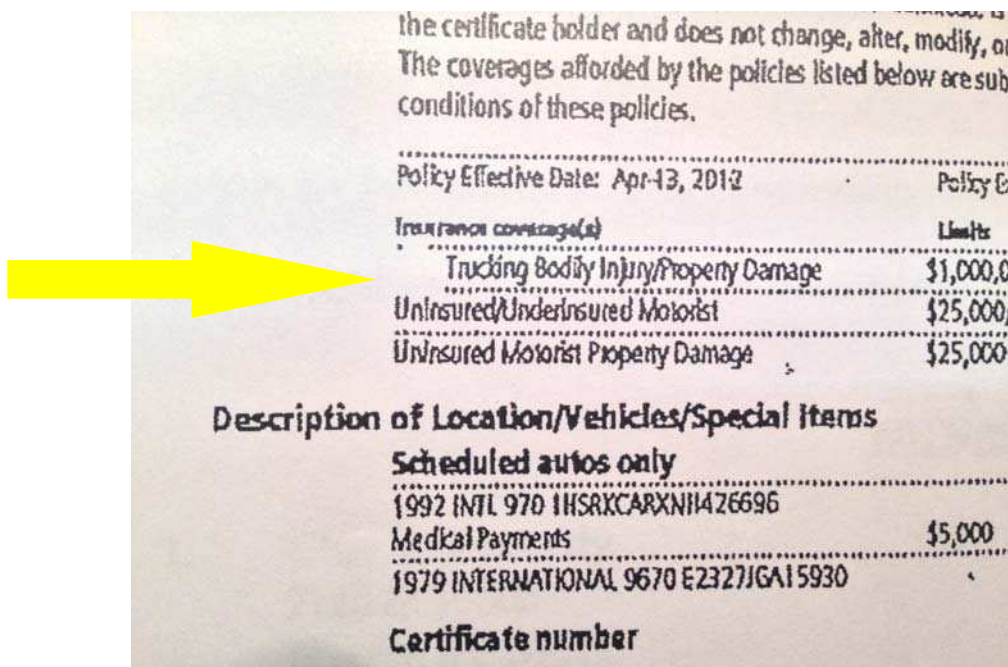 the certificate holder and does not change, alter, modify, or
The coverages afforded by the policies listed below are sub
conditions of these policies.
Policy Effective Date: Apr 13, 2012 Policy E
Insurance coverage(s) Limits
Trucking Bodily Injury/Property Damage $1,000,0
Uninsured/Underinsured Motorist $25,000
Uninsured Motorist Property Damage $25,000
Description of Location/Vehicles/Special Items
Scheduled autos only
1992 INTL 970
Medical Payments $5,000
1979 INTERNATIONAL 9670
Certificate number